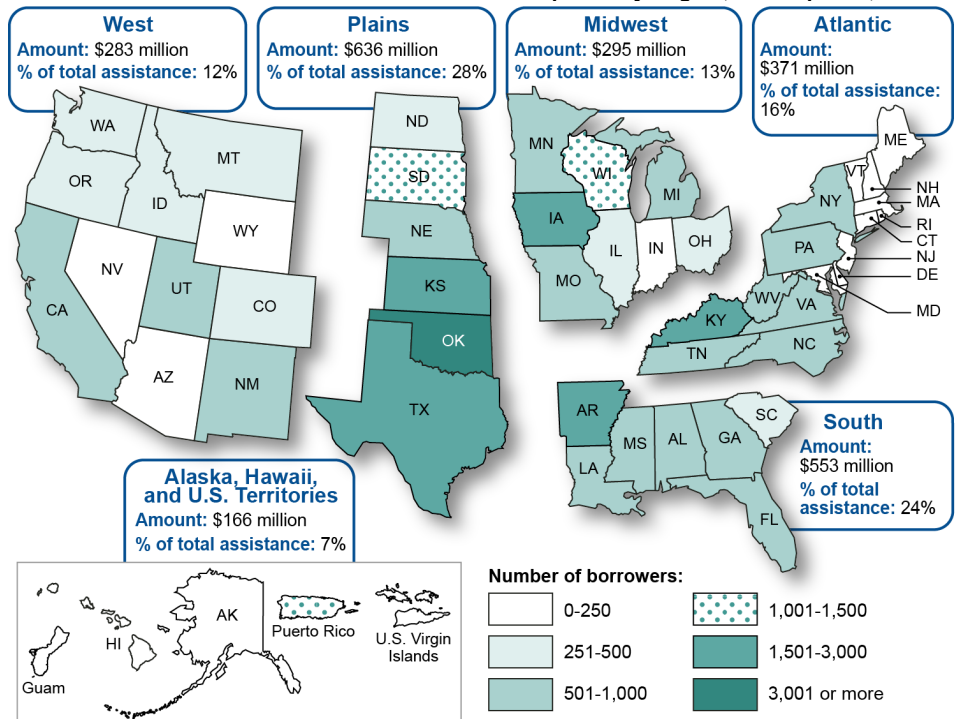 West
Amount: $283 million
% of total assistance: 12%
Plains
Amount: $636 million
% of total assistance: 28%
Midwest
Amount: $295 million
% of total assistance: 13%
Atlantic
Amount:
$371 million
% of total assistance:
16%
WA
OR
ID
MT
WY
NV
UT
CO
CA
AZ
NM
ND
SD
NE
KS
OK
TX
MN
WI
MI
IA
IL
IN
OH
MO
ME
VT
NH
MA
NY
RI
CT
NJ
PA
DE
MD
WV
VA
KY
NC
TN
AR
MS
AL
GA
SC
LA
FL
South
Amount:
$553 million
% of total
assistance: 24%
Alaska, Hawaii,
and U.S. Territories
Amount: $166 million
% of total assistance: 7%
AK
HI
Guam
Puerto Rico
U.S. Virgin
Islands
Number of borrowers:
0-250
251-500
501-1,000
1,001-1,500
1,501-3,000
3,001 or more